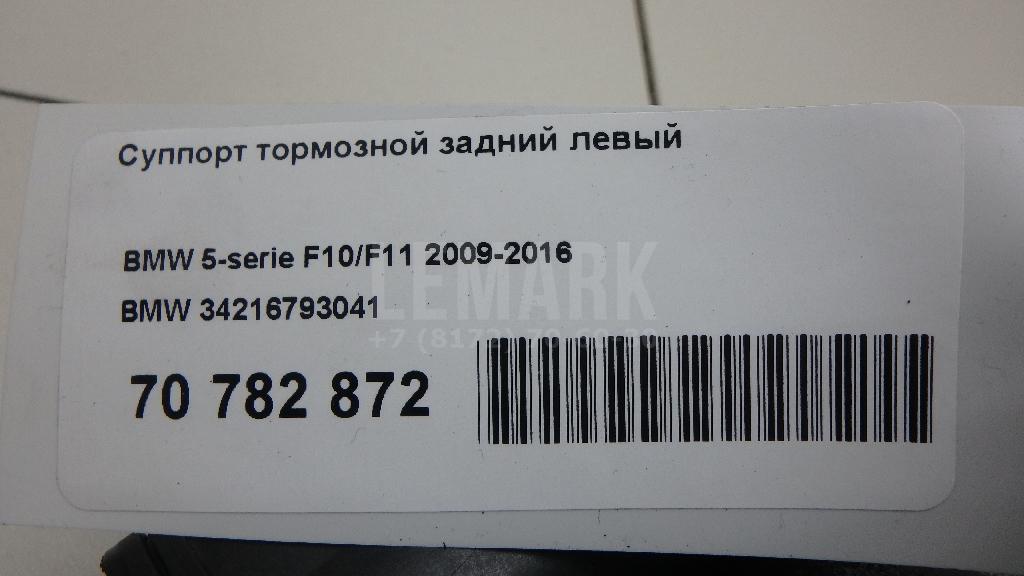 Суппорт тормозной задний левый
BMW 5-serie F10/F11 2009-2016
LEMARK
BMW 34216793041
70 782 872